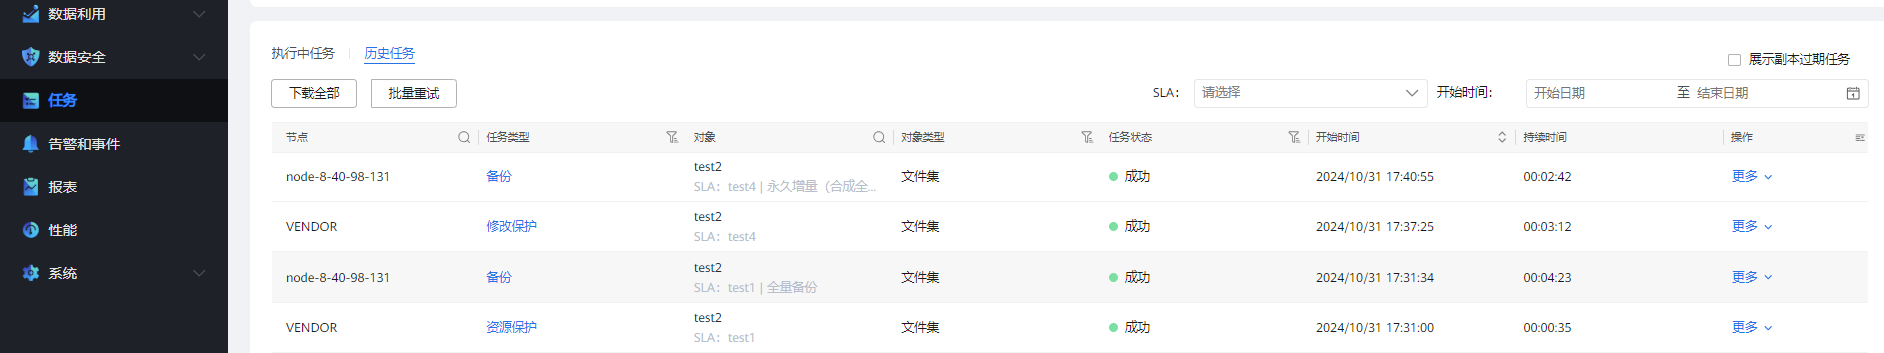 数据利用
数据安全
任务
告警和事件
报表
性能
系统
执行中任务 历史任务
展示副本过期任务
下载全部 批量重试 SLA： 请选择 开始时间： 开始日期 至 结束日期
节点 任务类型 对象 对象类型 任务状态 开始时间 持续时间 操作
node-8-40-98-131 备份 test2 文件集 成功 2024/10/31 17:40:55 00:02:42 更多
SLA：test4 | 永久增量（合成全...
VENDOR 修改保护 test2 文件集 成功 2024/10/31 17:37:25 00:03:12 更多
SLA：test4
node-8-40-98-131 备份 test2 文件集 成功 2024/10/31 17:31:34 00:04:23 更多
SLA：test1 | 全量备份
VENDOR 资源保护 test2 文件集 成功 2024/10/31 17:31:00 00:00:35 更多
SLA：test1